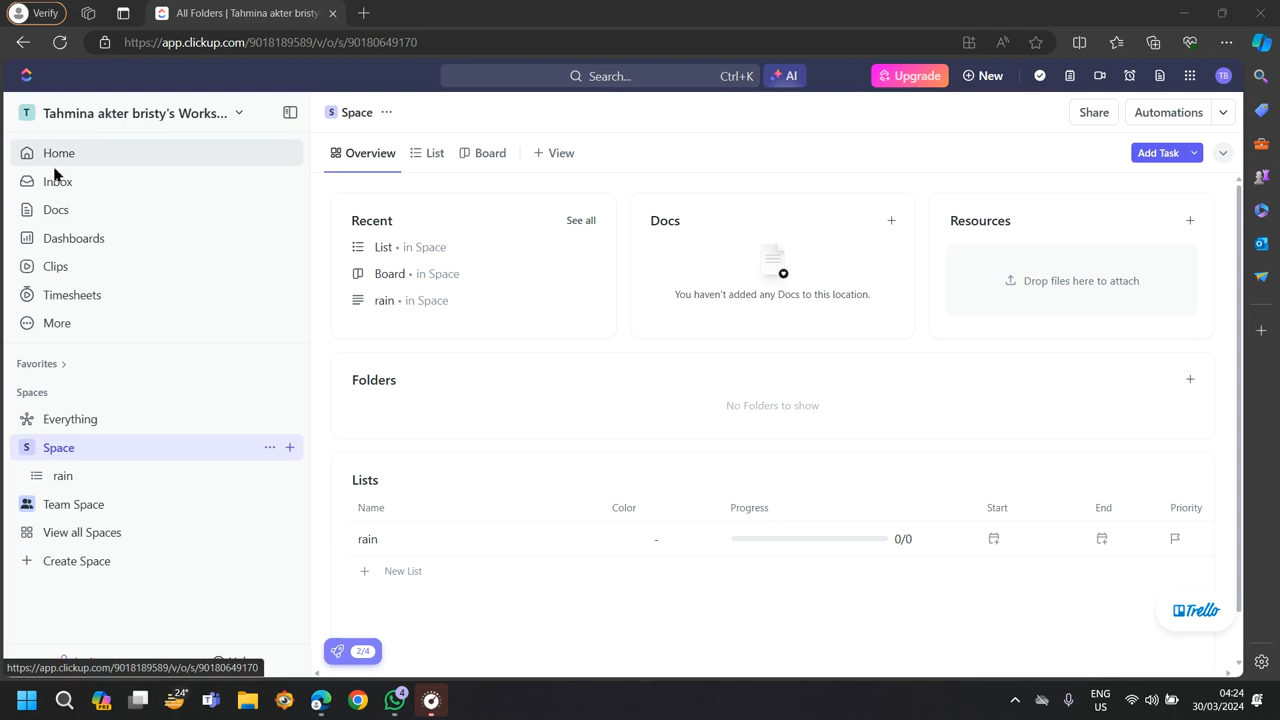 Verify
All Folders | Tahmina akter bristy
https://app.clickup.com/9018189589/v/o/s/90180649170
Search...
Ctrl+K
AI
Upgrade
New
TB
T
Tahmina akter bristy's Works...
S
Space
Share
Automations
Home
Overview
List
Board
View
Add Task
Inbox
Docs
Dashboards
Clips
Timesheets
More
Recent
See all
List • in Space
Board • in Space
rain • in Space
Docs
You haven't added any Docs to this location.
Resources
Drop files here to attach
Favorites
Spaces
Everything
S
Space
rain
Team Space
View all Spaces
Create Space
Folders
No Folders to show
Lists
Name
Color
Progress
Start
End
Priority
rain
-
0/0
New List
Trello
2/4
https://app.clickup.com/9018189589/v/o/s/90180649170
24°
4
ENG
US
04:24
30/03/2024